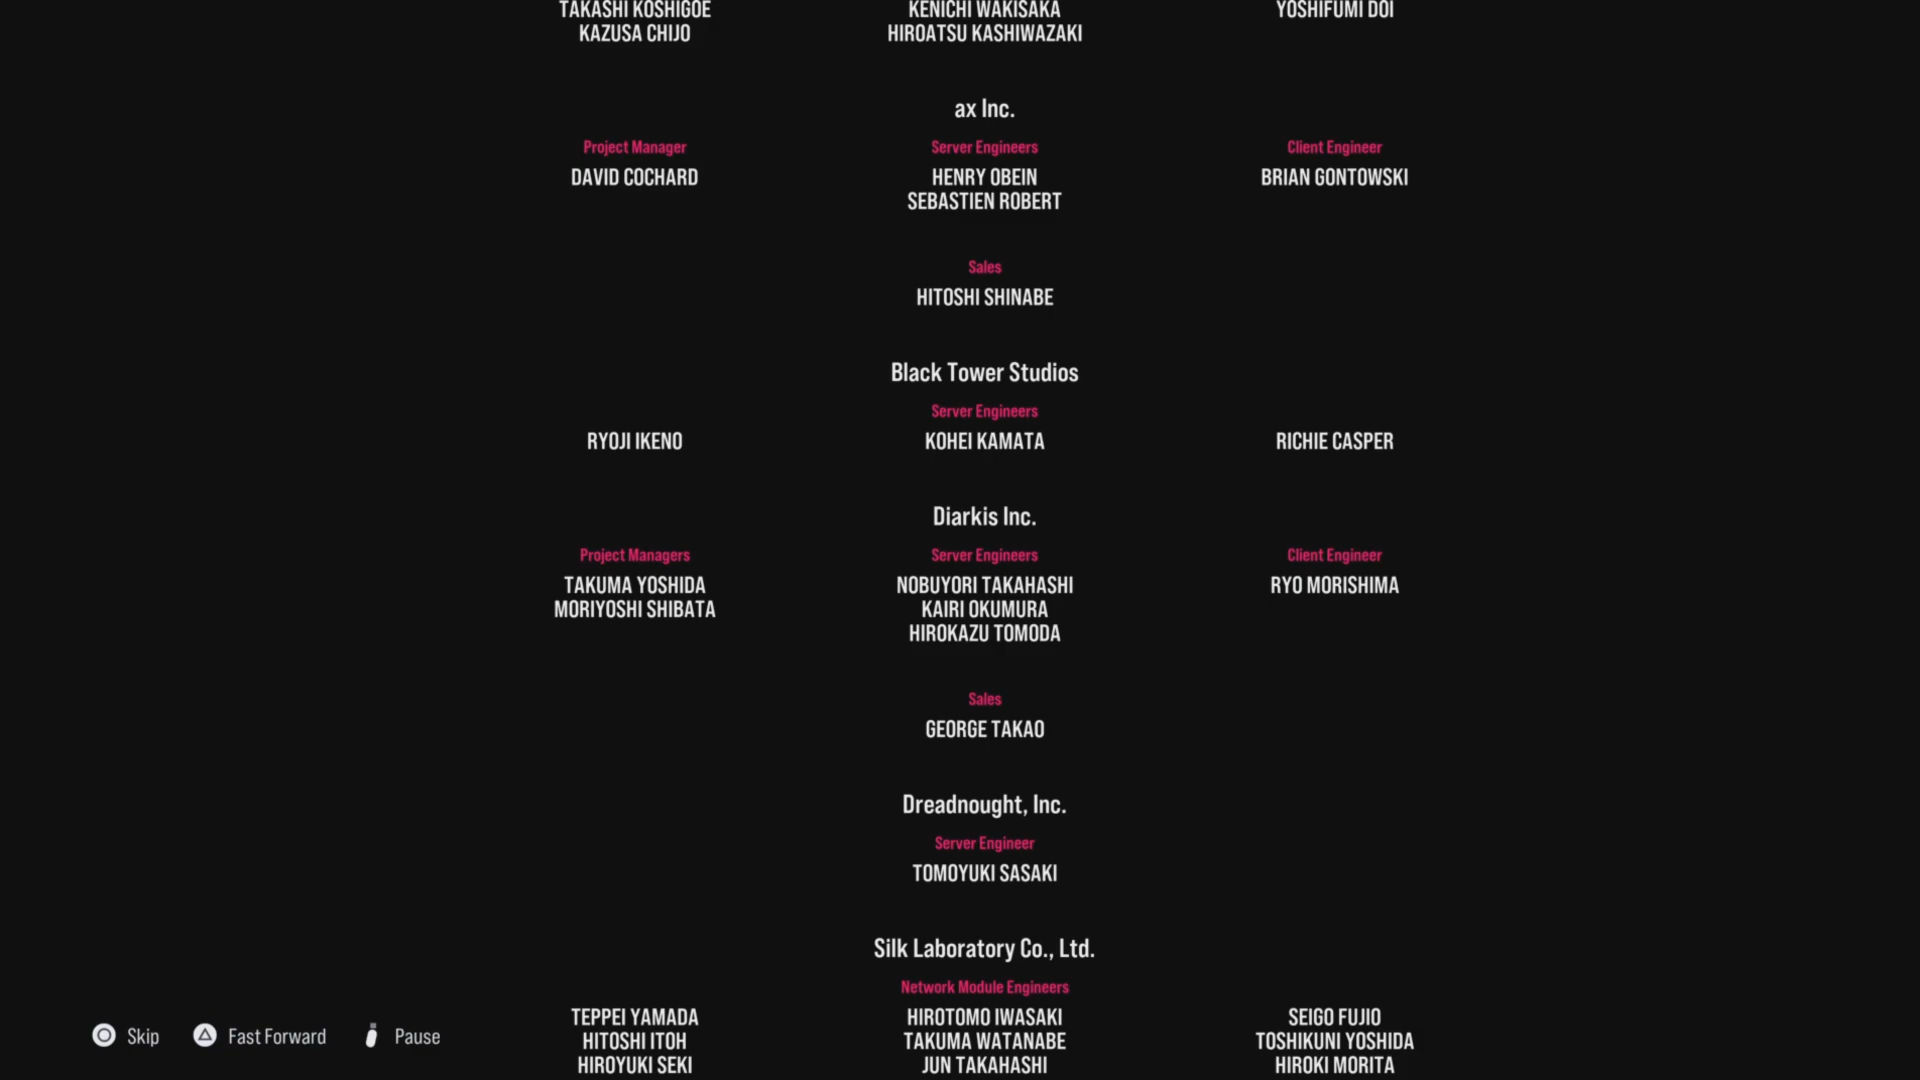 TAKASHI KOSHIGOE KENICHI WAKISAKA YOSHIFUMI DOI
KAZUSA CHIJO HIROATSU KASHIWAZAKI
ax Inc.
Project Manager Server Engineers Client Engineer
DAVID COCHARD HENRY OBEIN BRIAN GONTOWSKI
SEBASTIEN ROBERT
Sales
HITOSHI SHINABE
Black Tower Studios
Server Engineers
RYOJI IKENO KOHEI KAMATA RICHIE CASPER
Diarkis Inc.
Project Managers Server Engineers Client Engineer
TAKUMA YOSHIDA NOBUYORI TAKAHASHI RYO MORISHIMA
MORIYOSHI SHIBATA KAIRI OKUMURA
HIROKAZU TOMODA
Sales
GEORGE TAKAO
Dreadnought, Inc.
Server Engineer
TOMOYUKI SASAKI
Silk Laboratory Co., Ltd.
Network Module Engineers
TEPPEI YAMADA HIROTOMO IWASAKI SEIGO FUJIO
HITOSHI ITOH TAKUMA WATANABE TOSHIKUNI YOSHIDA
HIROYUKI SEKI JUN TAKAHASHI HIROKI MORITA
Skip Fast Forward Pause